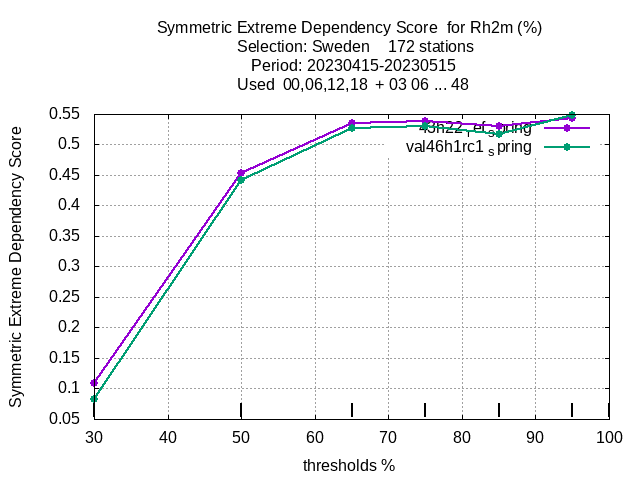 Symmetric Extreme Dependency Score  for Rh2m (%)
Selection: Sweden    172 stations
Period: 20230415-20230515
Used  00,06,12,18  + 03 06 ... 48
Symmetric Extreme Dependency Score
0.55
0.5
0.45
0.4
0.35
0.3
0.25
0.2
0.15
0.1
0.05
43h22_ref_spring
val46h1rc1_spring
30 40 50 60 70 80 90 100
thresholds %